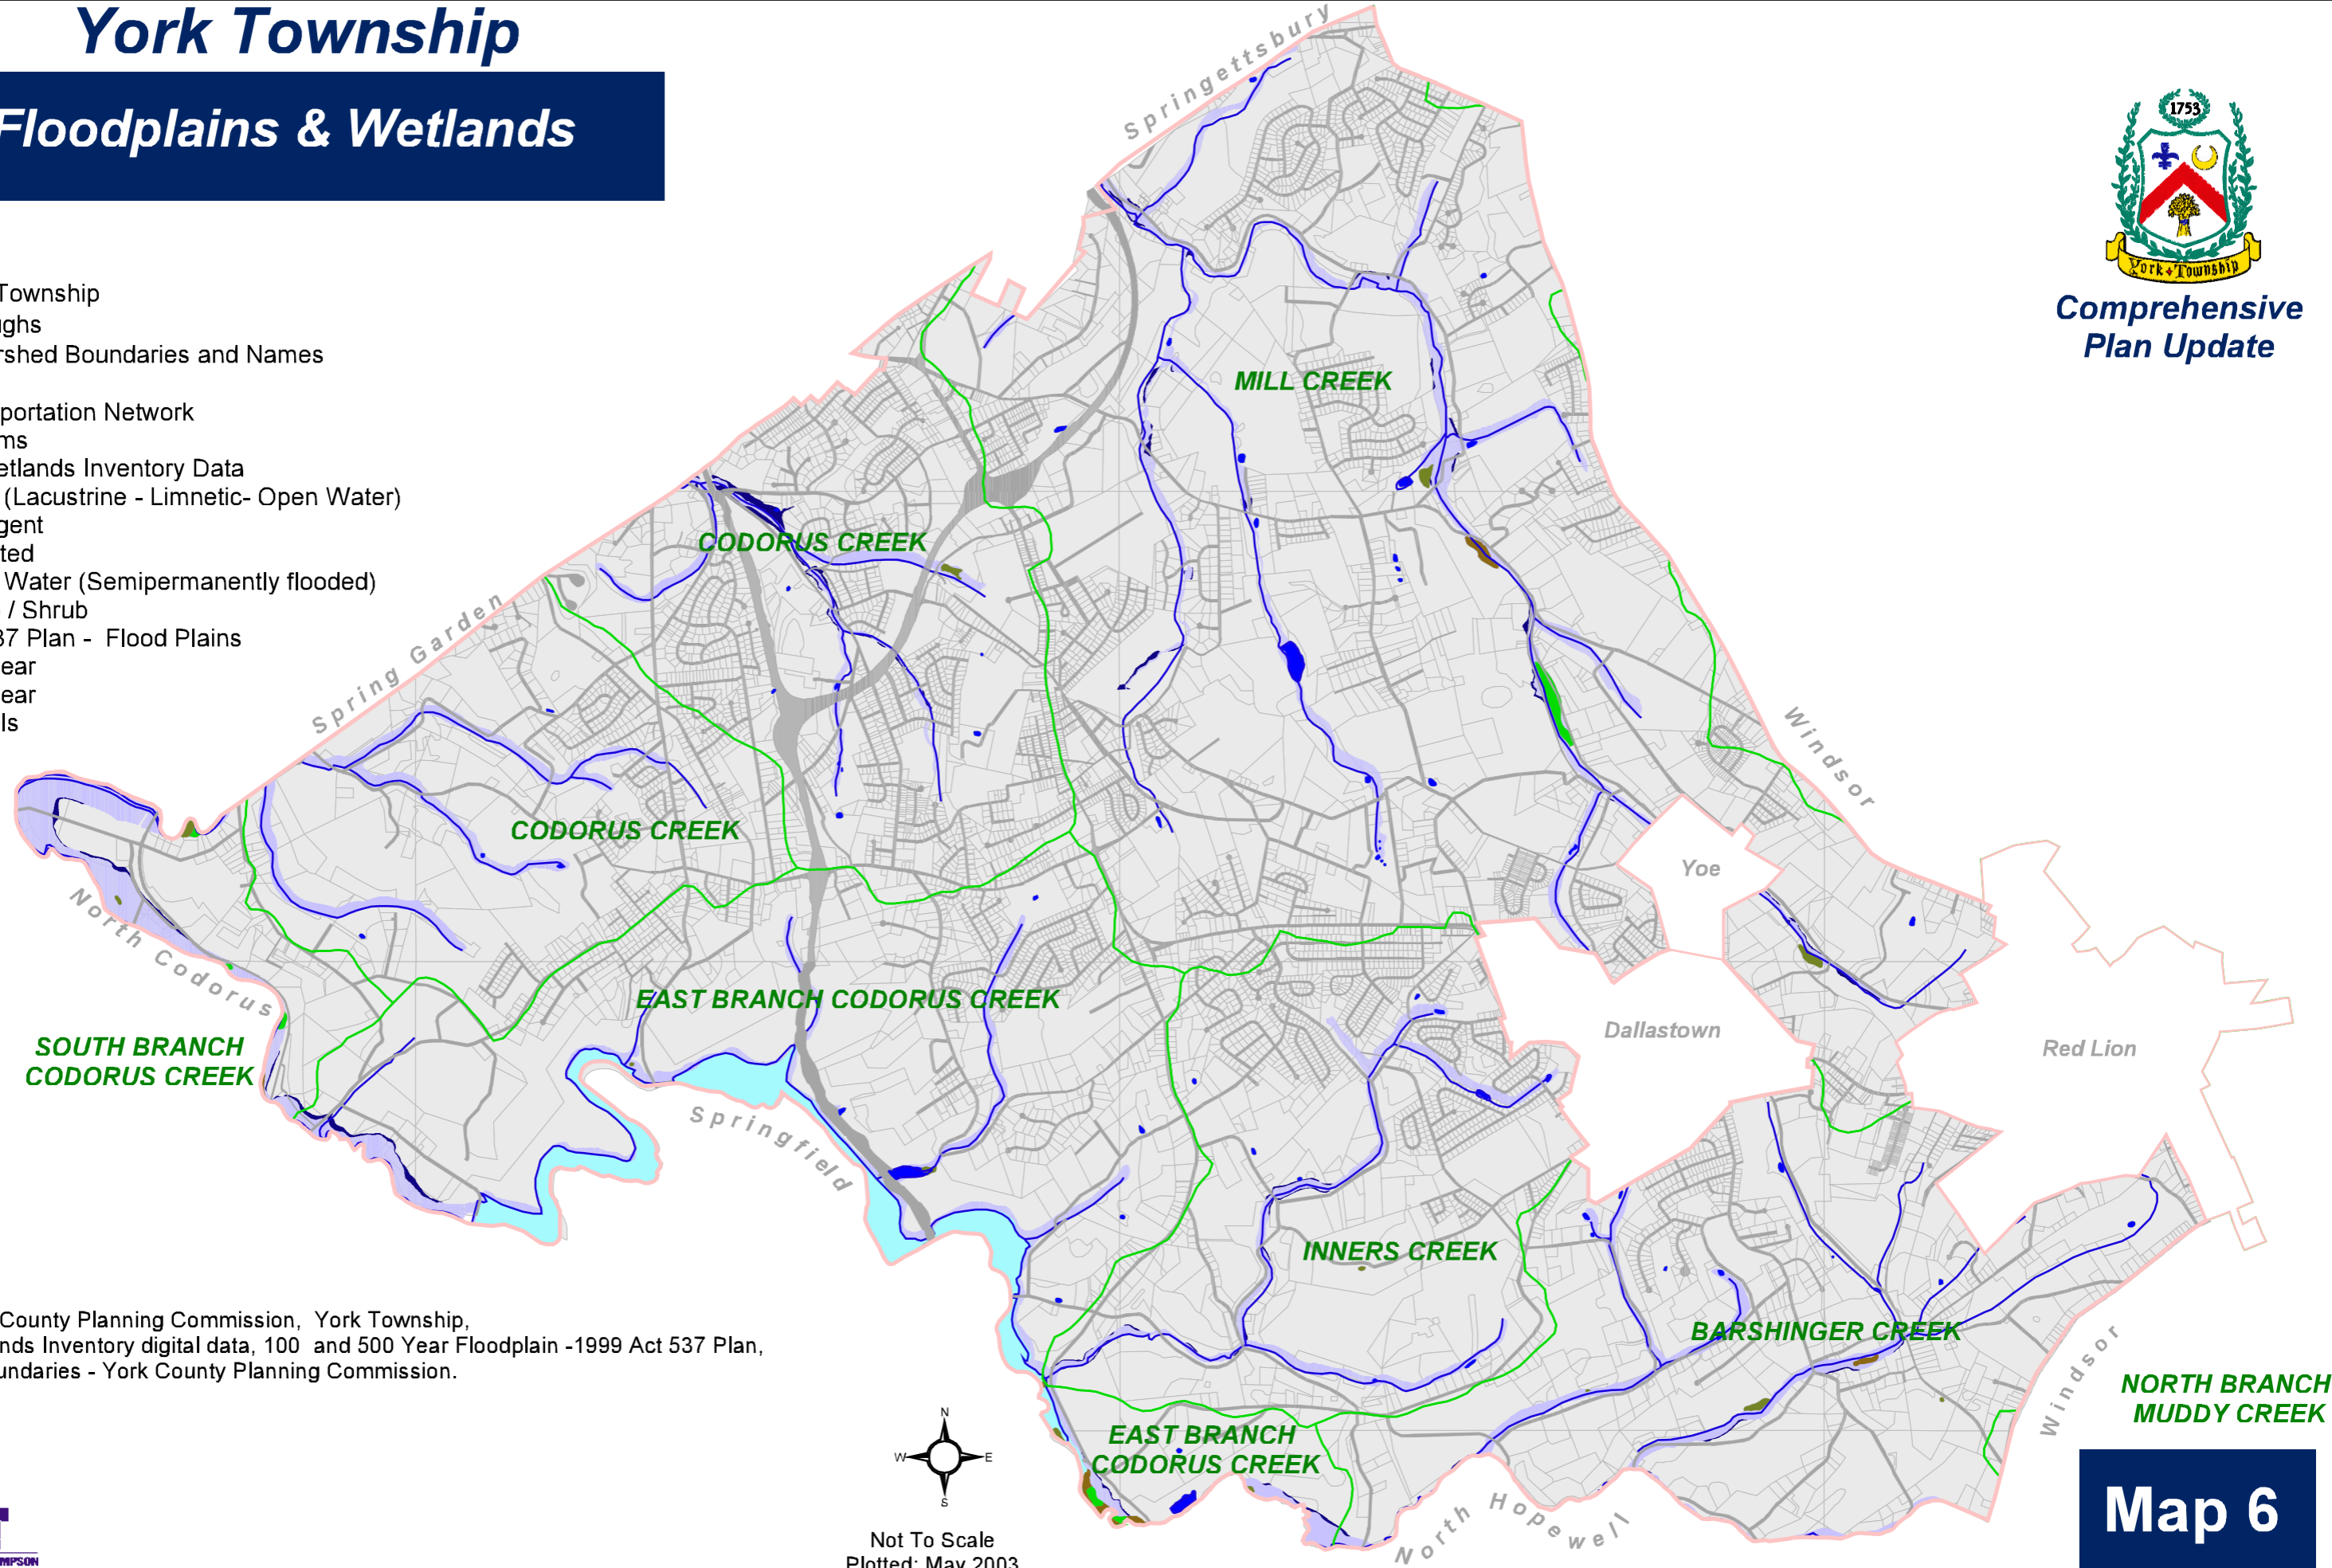 York Township
Floodplains & Wetlands
Township
ughs
rshed Boundaries and Names
portation Network
ms
etlands Inventory Data
(Lacustrine - Limnetic- Open Water)
gent
ted
Water (Semipermanently flooded)
/ Shrub
37 Plan - Flood Plains
ear
ear
ls
1753
York Township
Comprehensive
Plan Update
Springettsbury
MILL CREEK
CODORUS CREEK
Spring Garden
Windsor
CODORUS CREEK
Yoe
North Codorus
EAST BRANCH CODORUS CREEK
Dallastown
Red Lion
SOUTH BRANCH
CODORUS CREEK
Springfield
INNERS CREEK
BARSHINGER CREEK
Windsor
NORTH BRANCH
MUDDY CREEK
EAST BRANCH
CODORUS CREEK
North Hopewell
County Planning Commission, York Township,
nds Inventory digital data, 100 and 500 Year Floodplain -1999 Act 537 Plan,
undaries - York County Planning Commission.
N
W E
S
Not To Scale
Plotted: May 2003
MPSON
Map 6